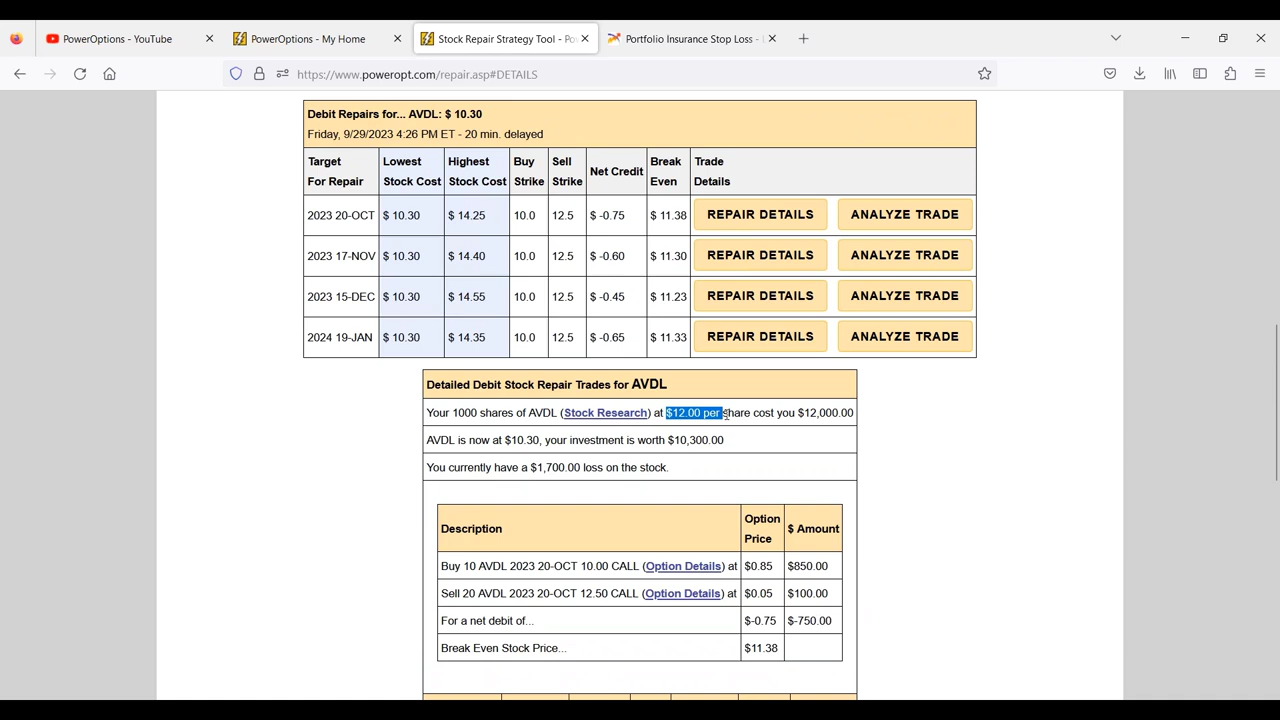 PowerOptions - YouTube
PowerOptions - My Home
Stock Repair Strategy Tool - Po
Portfolio Insurance Stop Loss -
https://www.poweropt.com/repair.asp#DETAILS
Debit Repairs for... AVDL: $ 10.30
Friday, 9/29/2023 4:26 PM ET - 20 min. delayed
Target For Repair Lowest Stock Cost Highest Stock Cost Buy Strike Sell Strike Net Credit Break Even Trade Details
2023 20-OCT $ 10.30 $ 14.25 10.0 12.5 $ -0.75 $ 11.38 REPAIR DETAILS ANALYZE TRADE
2023 17-NOV $ 10.30 $ 14.40 10.0 12.5 $ -0.60 $ 11.30 REPAIR DETAILS ANALYZE TRADE
2023 15-DEC $ 10.30 $ 14.55 10.0 12.5 $ -0.45 $ 11.23 REPAIR DETAILS ANALYZE TRADE
2024 19-JAN $ 10.30 $ 14.35 10.0 12.5 $ -0.65 $ 11.33 REPAIR DETAILS ANALYZE TRADE
Detailed Debit Stock Repair Trades for AVDL
Your 1000 shares of AVDL (Stock Research) at $12.00 per share cost you $12,000.00
AVDL is now at $10.30, your investment is worth $10,300.00
You currently have a $1,700.00 loss on the stock.
Description Option Price $ Amount
Buy 10 AVDL 2023 20-OCT 10.00 CALL (Option Details) at $0.85 $850.00
Sell 20 AVDL 2023 20-OCT 12.50 CALL (Option Details) at $0.05 $100.00
For a net debit of... $-0.75 $-750.00
Break Even Stock Price... $11.38